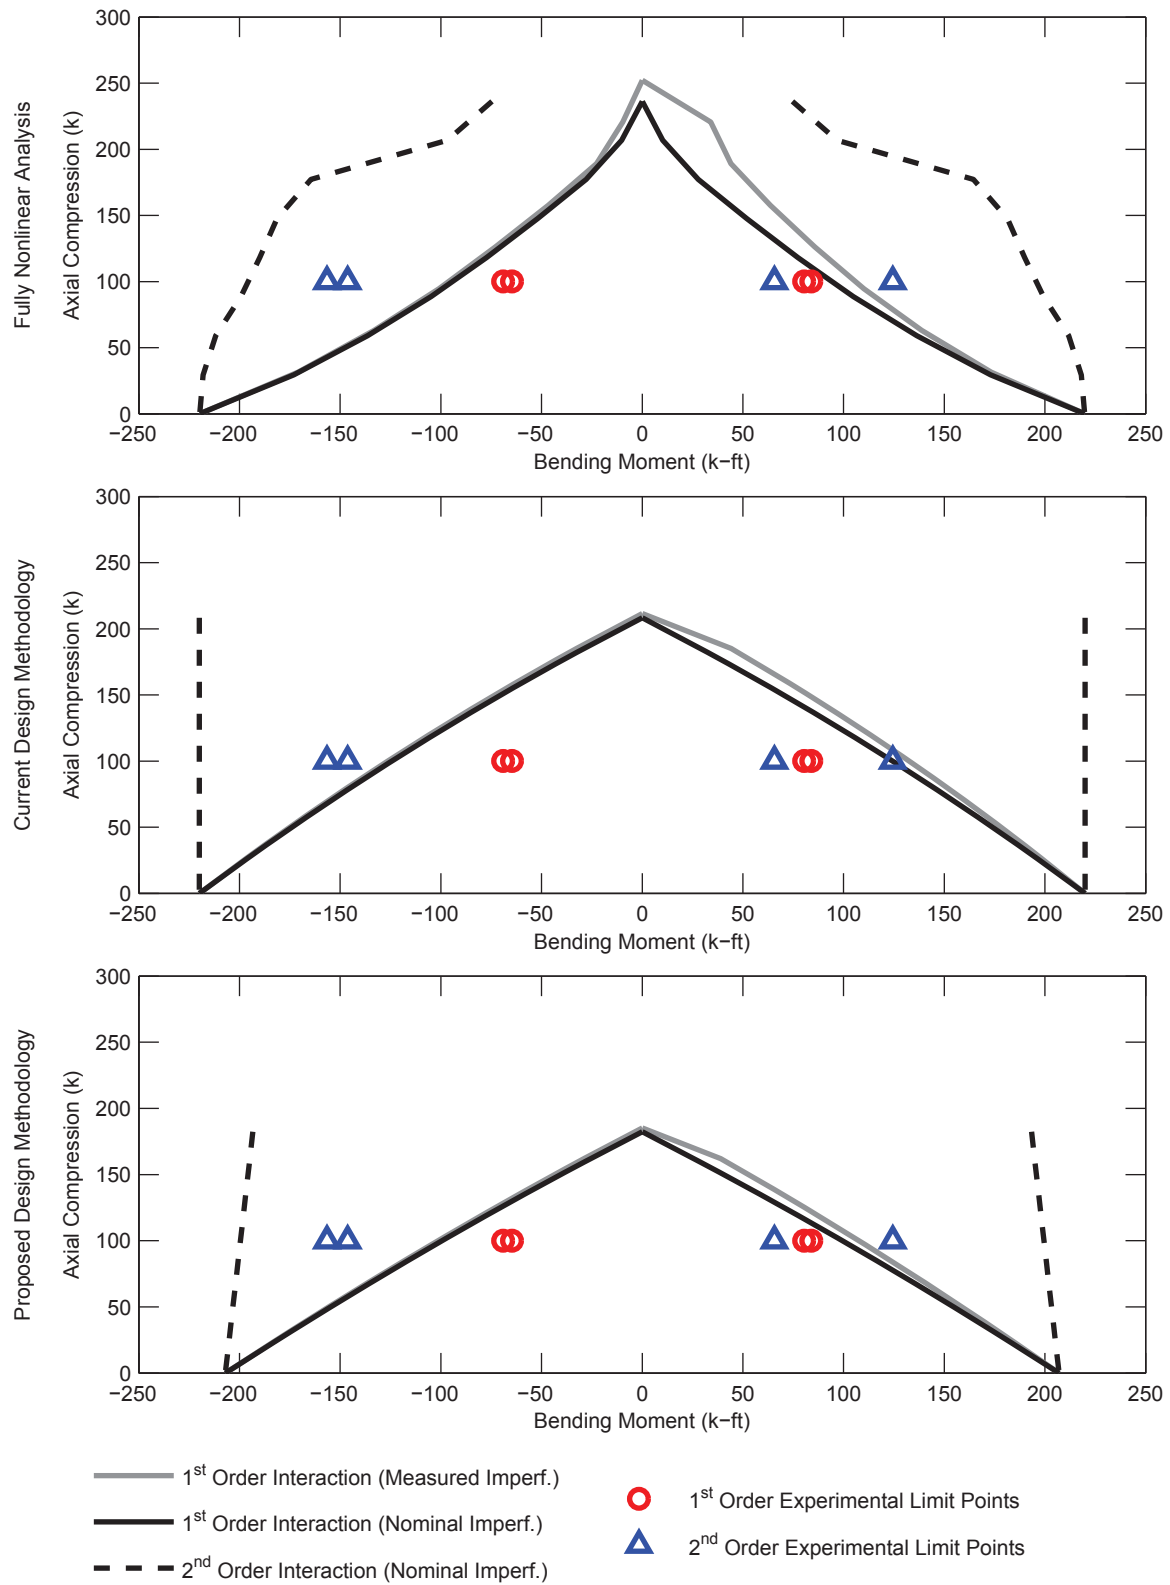 Fully Nonlinear Analysis
Axial Compression (k)
300
250
200
150
100
50
0
−250 −200 −150 −100 −50 0 50 100 150 200 250
Bending Moment (k−ft)
Current Design Methodology
Axial Compression (k)
300
250
200
150
100
50
0
−250 −200 −150 −100 −50 0 50 100 150 200 250
Bending Moment (k−ft)
Proposed Design Methodology
Axial Compression (k)
300
250
200
150
100
50
0
−250 −200 −150 −100 −50 0 50 100 150 200 250
Bending Moment (k−ft)
1st Order Interaction (Measured Imperf.)
1st Order Interaction (Nominal Imperf.)
2nd Order Interaction (Nominal Imperf.)
1st Order Experimental Limit Points
2nd Order Experimental Limit Points